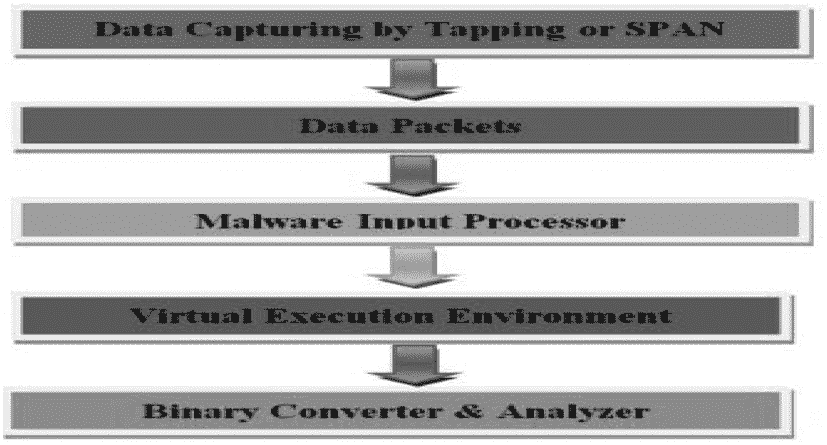 Data Capturing by Tapping or SPAN
Data Packets
Malware Input Processor
Virtual Execution Environment
Binary Converter & Analyzer